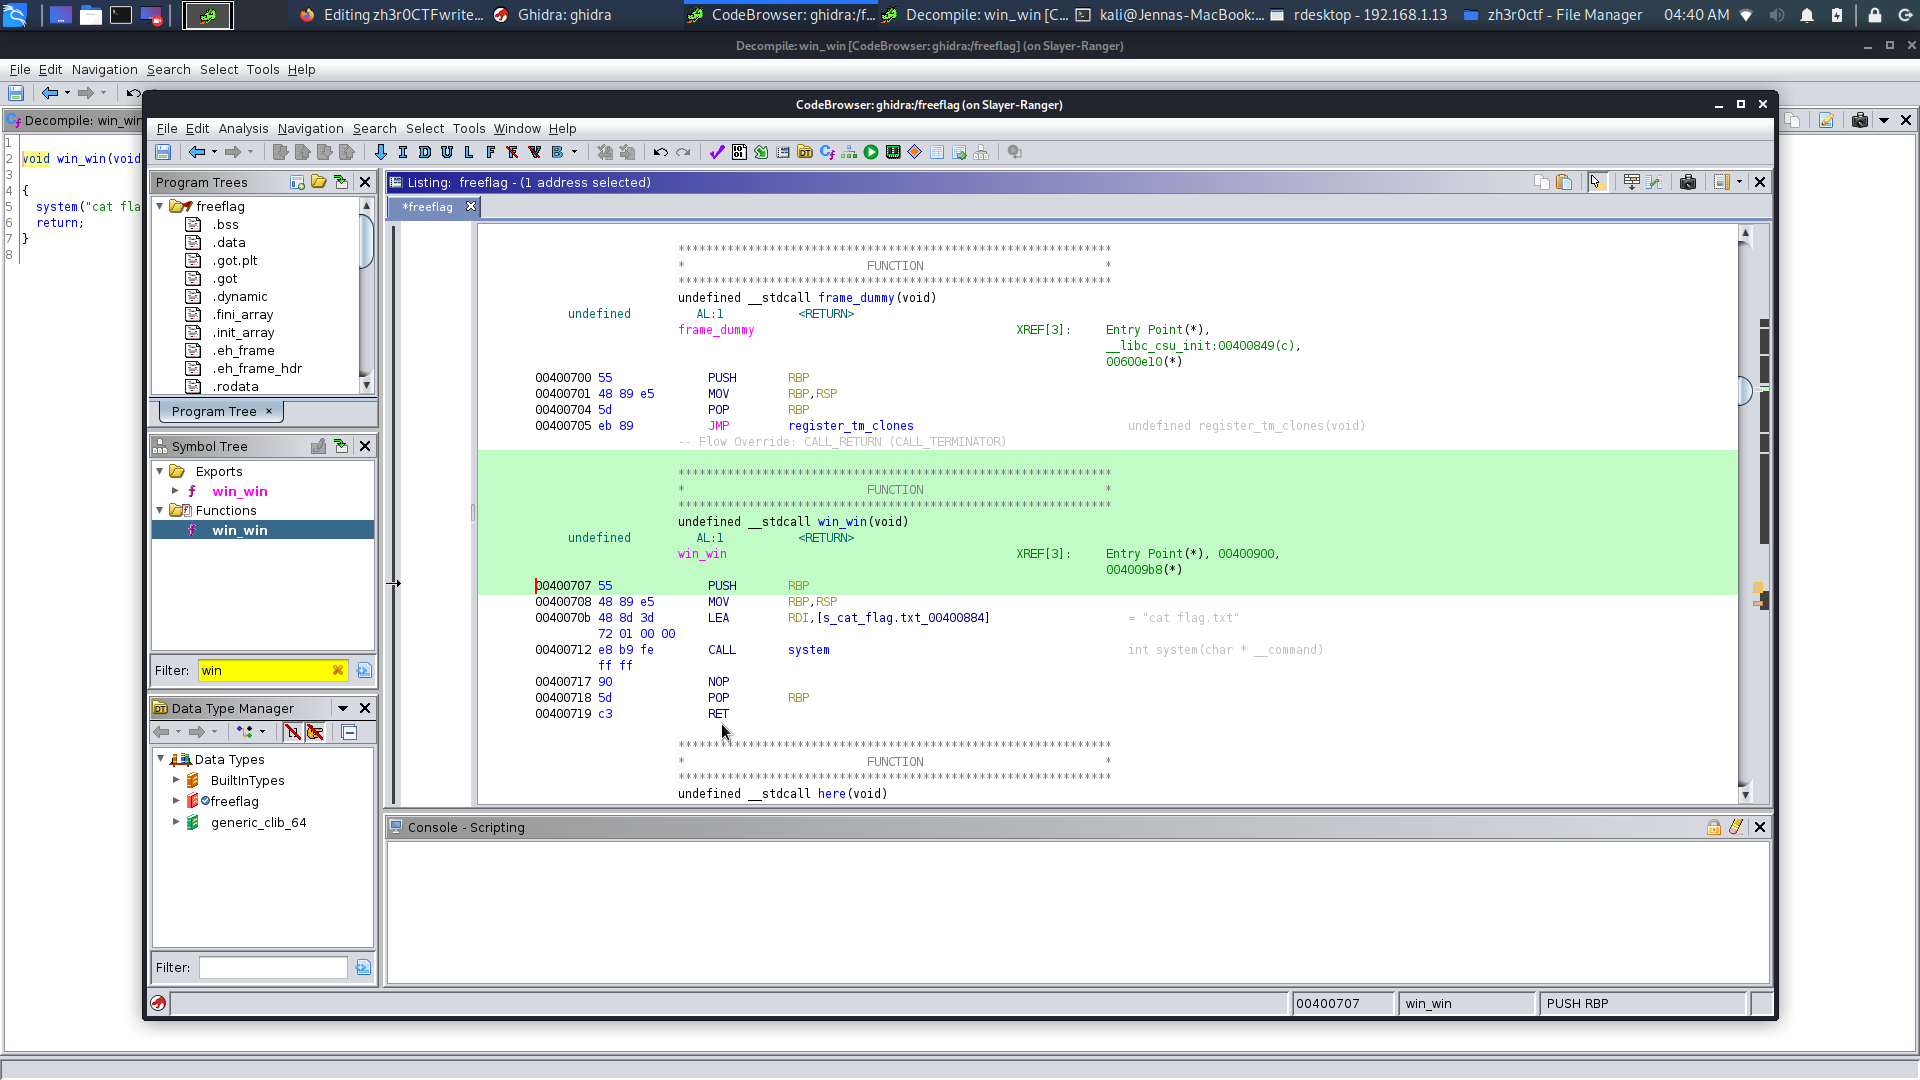 Editing zh3r0CTFwrite... Ghidra: ghidra CodeBrowser: ghidra:/f... Decompile: win_win [C... kali@Jennas-MacBook:... rdesktop - 192.168.1.13 zh3r0ctf - File Manager 04:40 AM
Decompile: win_win [CodeBrowser: ghidra:/freeflag] (on Slayer-Ranger)
File Edit Navigation Search Select Tools Help
Decompile: win_win
1
2 void win_win(void
3
4 {
5 system("cat fla
6 return;
7 }
8
CodeBrowser: ghidra:/freeflag (on Slayer-Ranger)
File Edit Analysis Navigation Search Select Tools Window Help
I D U L F F V B
Program Trees
freeflag
.bss
.data
.got.plt
.got
.dynamic
.fini_array
.init_array
.eh_frame
.eh_frame_hdr
.rodata
Program Tree ×
Symbol Tree
Exports
f win_win
Functions
f win_win
Filter: win
Data Type Manager
Data Types
BuiltInTypes
freeflag
generic_clib_64
Filter:
Listing: freeflag - (1 address selected)
*freeflag
*************************************************************
* FUNCTION *
*************************************************************
undefined __stdcall frame_dummy(void)
undefined AL:1 <RETURN>
frame_dummy XREF[3]: Entry Point(*),
__libc_csu_init:00400849(c),
00600e10(*)
00400700 55 PUSH RBP
00400701 48 89 e5 MOV RBP,RSP
00400704 5d POP RBP
00400705 eb 89 JMP register_tm_clones undefined register_tm_clones(void)
-- Flow Override: CALL_RETURN (CALL_TERMINATOR)
*************************************************************
* FUNCTION *
*************************************************************
undefined __stdcall win_win(void)
undefined AL:1 <RETURN>
win_win XREF[3]: Entry Point(*), 00400900,
004009b8(*)
00400707 55 PUSH RBP
00400708 48 89 e5 MOV RBP,RSP
0040070b 48 8d 3d LEA RDI,[s_cat_flag.txt_00400884] = "cat flag.txt"
72 01 00 00
00400712 e8 b9 fe CALL system int system(char * __command)
ff ff
00400717 90 NOP
00400718 5d POP RBP
00400719 c3 RET
*************************************************************
* FUNCTION *
*************************************************************
undefined __stdcall here(void)
Console - Scripting
00400707 win_win PUSH RBP